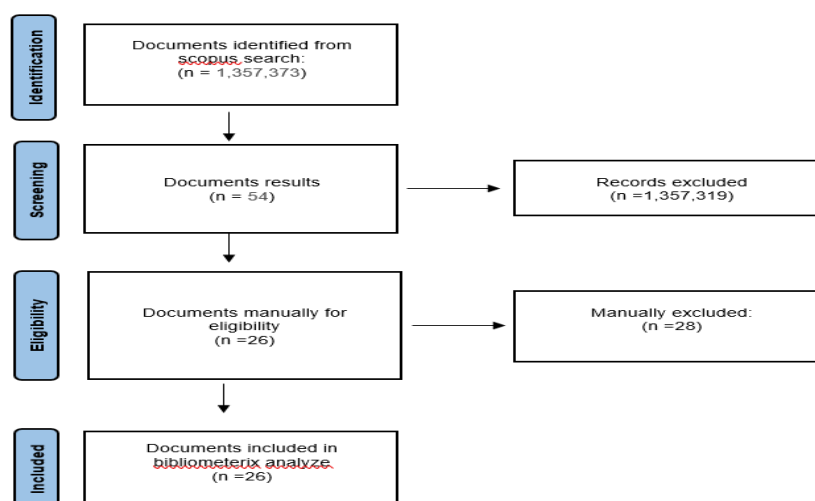 Identification
Documents identified from
scopus search:
(n = 1,357,373)
Screening
Documents results
(n = 54)
Records excluded
(n =1,357,319)
Eligibility
Documents manually for
eligibility
(n =26)
Manually excluded:
(n =28)
Included
Documents included in
bibliometerix analyze
(n =26)